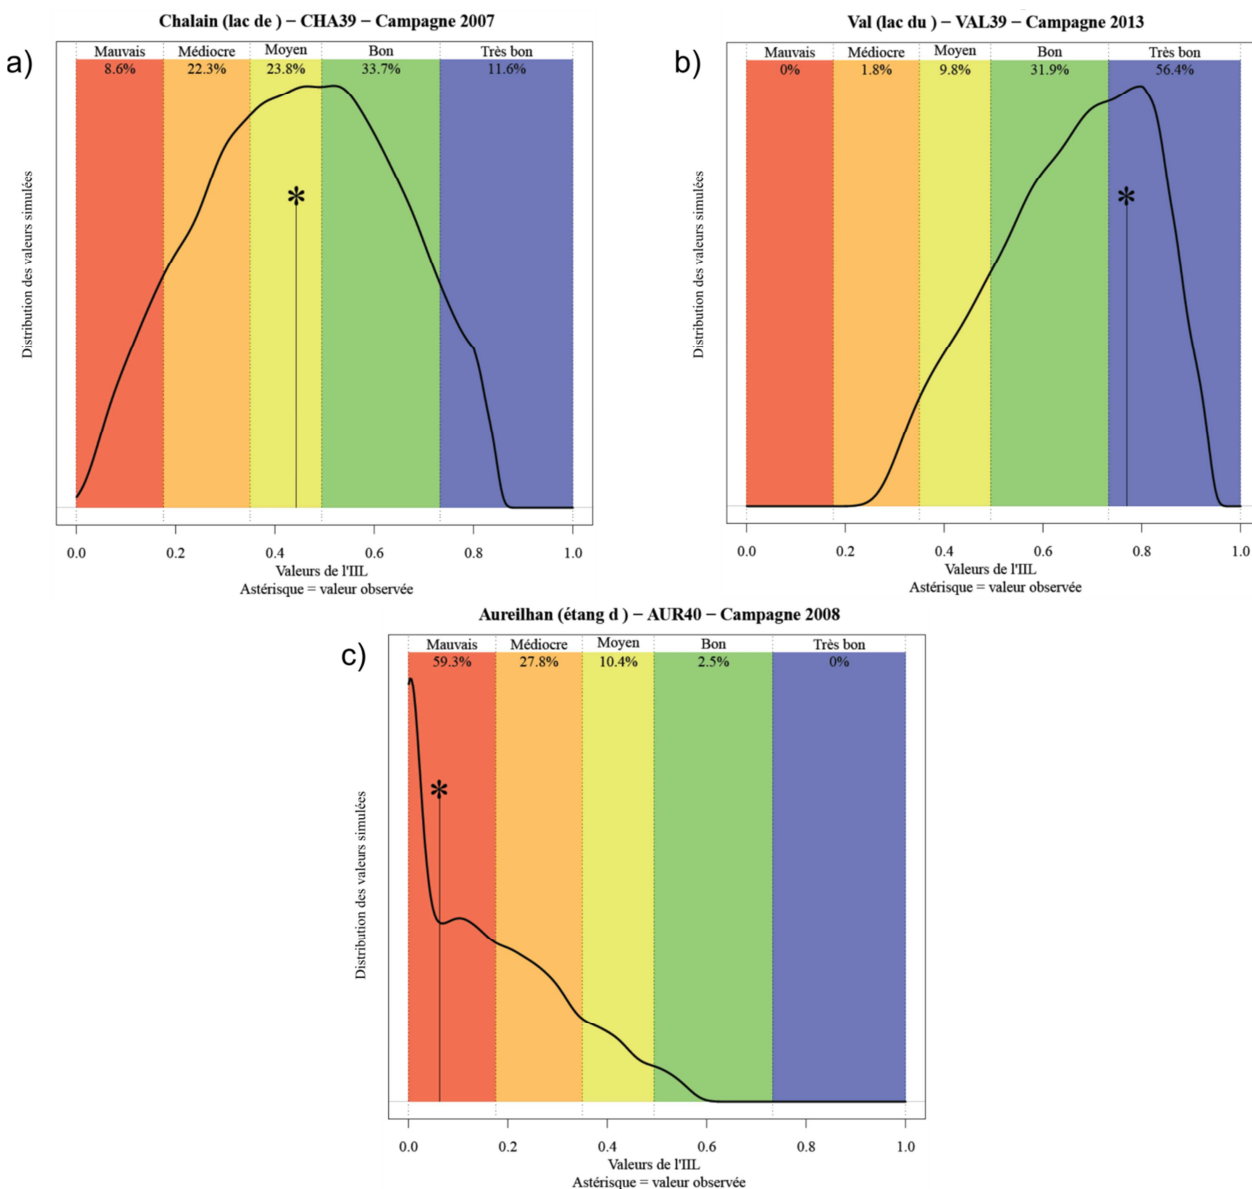 a)
Chalain (lac de ) – CHA39 – Campagne 2007
Mauvais Médiocre Moyen Bon Très bon
8.6% 22.3% 23.8% 33.7% 11.6%
Distribution des valeurs simulées
*
0.0 0.2 0.4 0.6 0.8 1.0
Valeurs de l'IIL
Astérisque = valeur observée
b)
Val (lac du ) – VAL39 – Campagne 2013
Mauvais Médiocre Moyen Bon Très bon
0% 1.8% 9.8% 31.9% 56.4%
Distribution des valeurs simulées
*
0.0 0.2 0.4 0.6 0.8 1.0
Valeurs de l'IIL
Astérisque = valeur observée
c)
Aureilhan (étang d ) – AUR40 – Campagne 2008
Mauvais Médiocre Moyen Bon Très bon
59.3% 27.8% 10.4% 2.5% 0%
Distribution des valeurs simulées
*
0.0 0.2 0.4 0.6 0.8 1.0
Valeurs de l'IIL
Astérisque = valeur observée